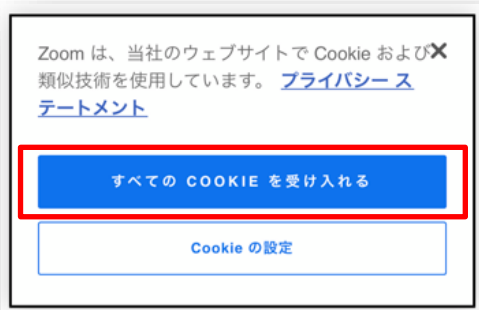 Zoom は、当社のウェブサイトで Cookie および
類似技術を使用しています。 プライバシー ス
テートメント
すべての COOKIE を受け入れる
Cookie の設定